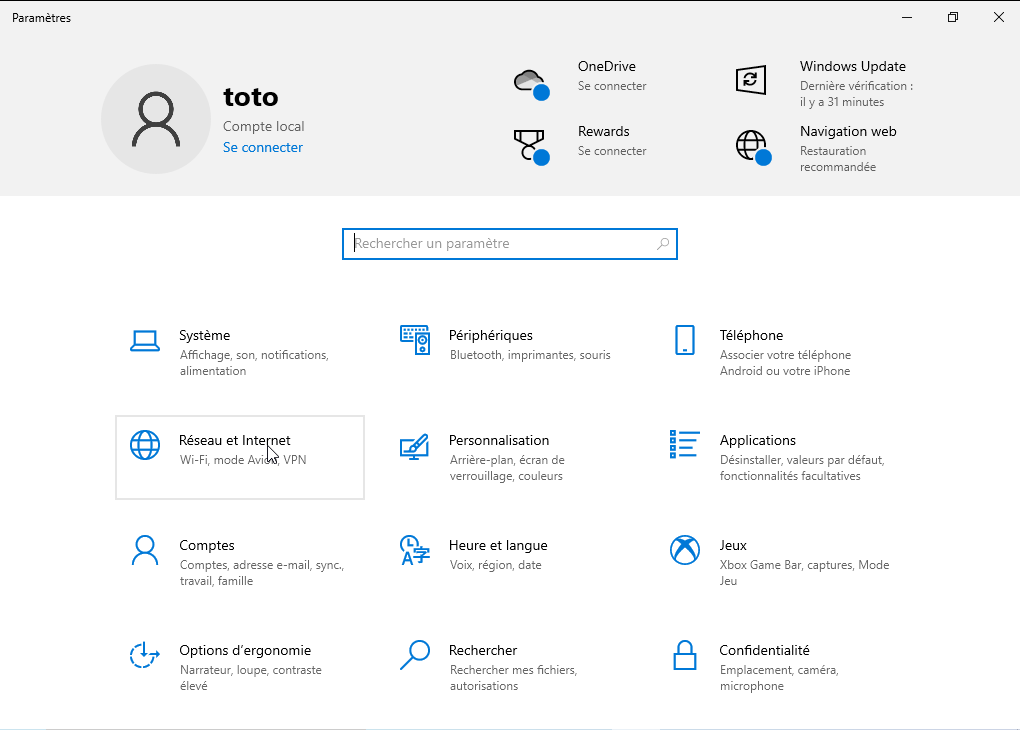 Paramètres
toto
Compte local
Se connecter
OneDrive
Se connecter
Windows Update
Dernière vérification :
il y a 31 minutes
Rewards
Se connecter
Navigation web
Restauration
recommandée
Rechercher un paramètre
Système
Affichage, son, notifications,
alimentation
Périphériques
Bluetooth, imprimantes, souris
Téléphone
Associer votre téléphone
Android ou votre iPhone
Réseau et Internet
Wi-Fi, mode Avion, VPN
Personnalisation
Arrière-plan, écran de
verrouillage, couleurs
Applications
Désinstaller, valeurs par défaut,
fonctionnalités facultatives
Comptes
Comptes, adresse e-mail, sync.,
travail, famille
Heure et langue
Voix, région, date
Jeux
Xbox Game Bar, captures, Mode
Jeu
Options d’ergonomie
Narrateur, loupe, contraste
élevé
Rechercher
Rechercher mes fichiers,
autorisations
Confidentialité
Emplacement, caméra,
microphone